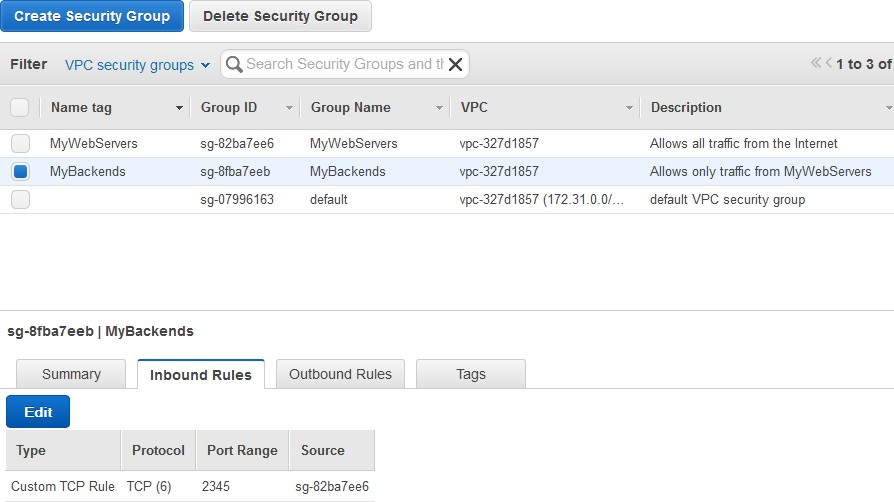 Create Security Group Delete Security Group
Filter VPC security groups Search Security Groups and th 1 to 3 of
Name tag Group ID Group Name VPC Description
MyWebServers sg-82ba7ee6 MyWebServers vpc-327d1857 Allows all traffic from the Internet
MyBackends sg-8fba7eeb MyBackends vpc-327d1857 Allows only traffic from MyWebServers
sg-07996163 default vpc-327d1857 (172.31.0.0/... default VPC security group
sg-8fba7eeb | MyBackends
Summary Inbound Rules Outbound Rules Tags
Edit
Type Protocol Port Range Source
Custom TCP Rule TCP (6) 2345 sg-82ba7ee6